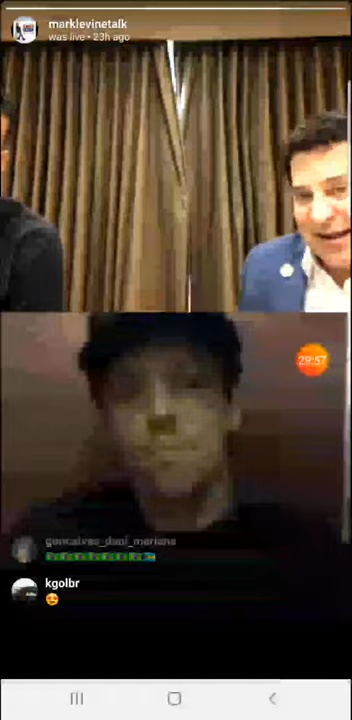 marklevinetalk
was live • 23h ago
29:57
goncalves_dani_mariana
kgolbr